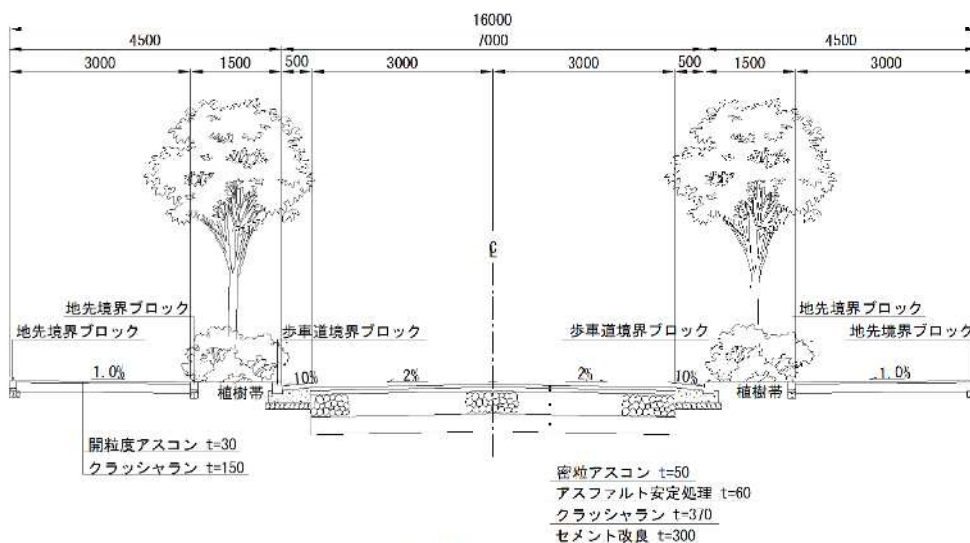 16000
4500 7000 4500
3000 1500 500 3000 3000 500 1500 3000
℄
地先境界ブロック 地先境界ブロック
地先境界ブロック 歩車道境界ブロック 歩車道境界ブロック 地先境界ブロック
1.0% 10% 2% 2% 10% 1.0%
植樹帯 植樹帯
開粒度アスコン t=30
クラッシャラン t=150
密粒アスコン t=50
アスファルト安定処理 t=60
クラッシャラン t=370
セメント改良 t=300